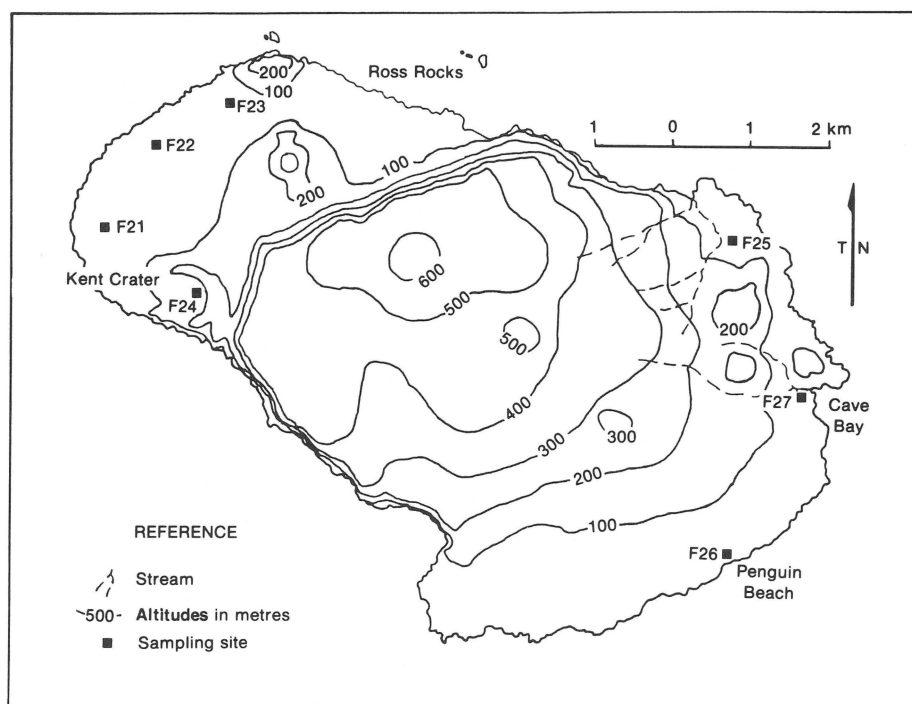 Ross Rocks
200
100
F23
1 0 1 2 km
F22
100
200
T N
F21
F25
Kent Crater
600
F24
500
200
500
400
F27
Cave
Bay
300
300
200
100
F26
Penguin
Beach
REFERENCE
Stream
500 Altitudes in metres
Sampling site